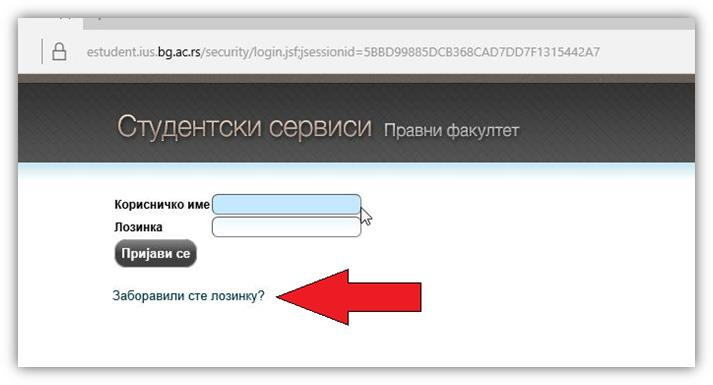 estudent.ius.bg.ac.rs/security/login.jsf;jsessionid=5BBD99885DCB368CAD7DD7F1315442A7
Студентски сервиси Правни факултет
Корисничко име
Лозинка
Пријави се
Заборавили сте лозинку?